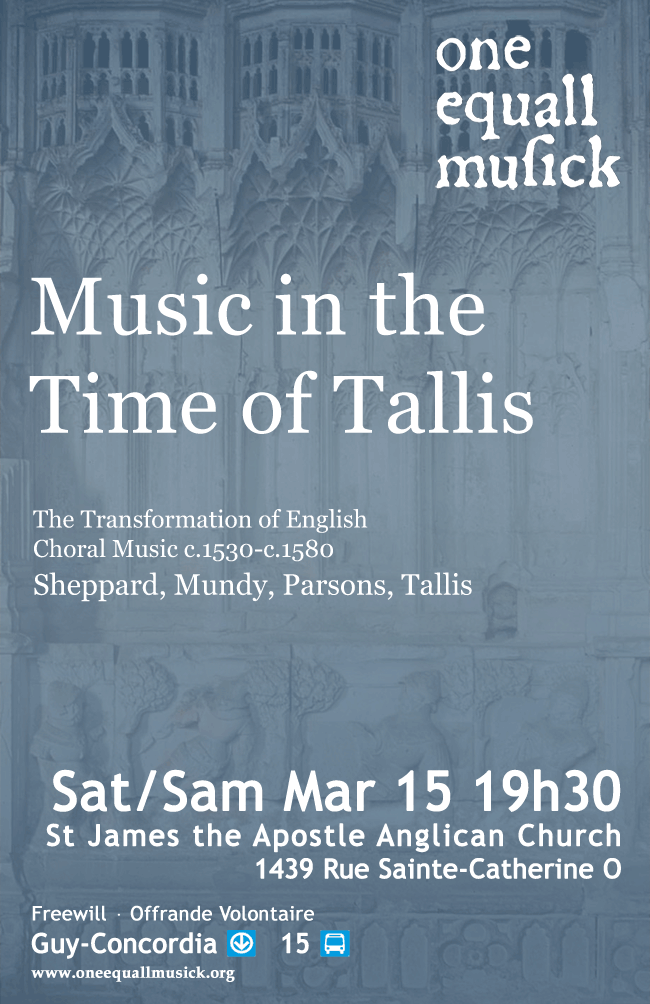 one
equall
muſick
Music in the
Time of Tallis
The Transformation of English
Choral Music c.1530-c.1580
Sheppard, Mundy, Parsons, Tallis
Sat/Sam Mar 15 19h30
St James the Apostle Anglican Church
1439 Rue Sainte-Catherine O
Freewill · Offrande Volontaire
Guy-Concordia 15
www.oneequallmusick.org